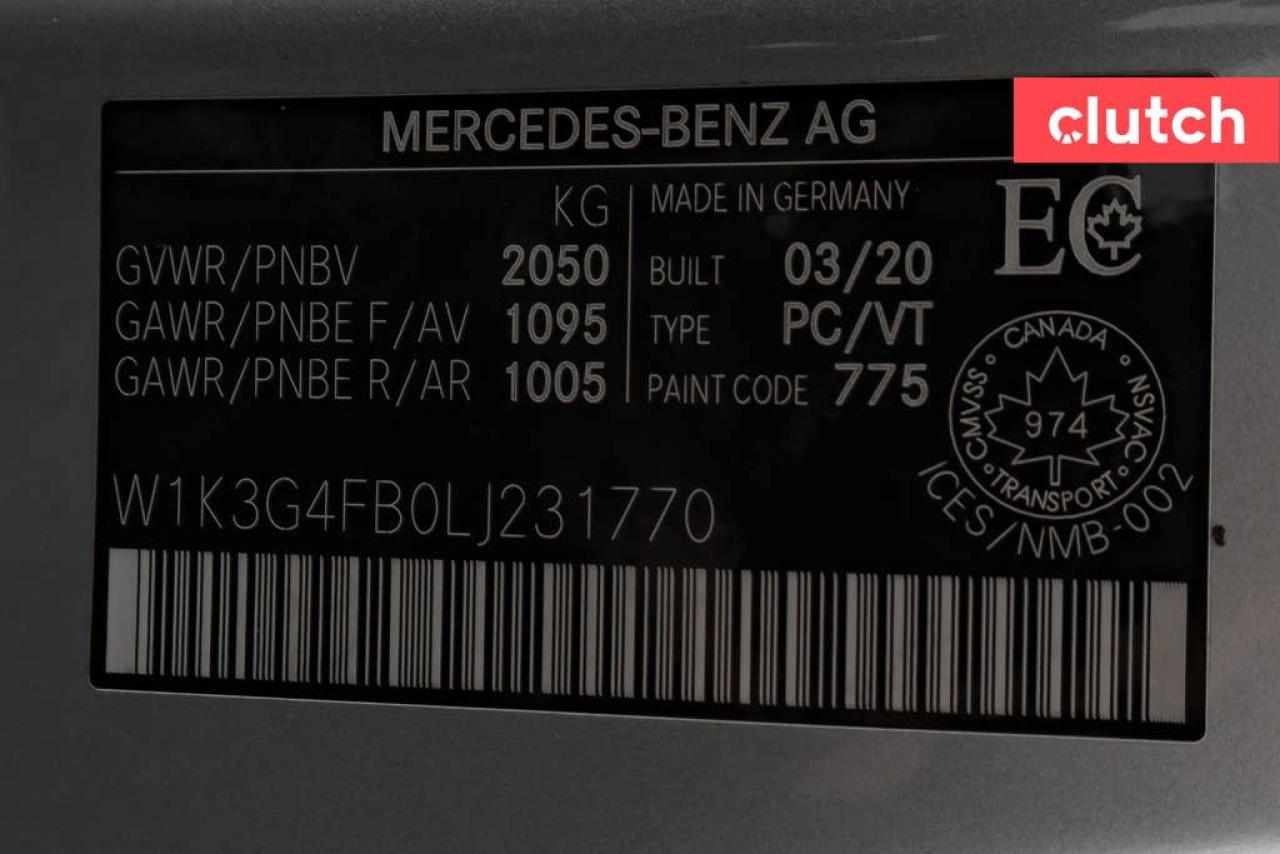 clutch
MERCEDES-BENZ AG
KG
GVWR/PNBV 2050
GAWR/PNBE F/AV 1095
GAWR/PNBE R/AR 1005
MADE IN GERMANY
BUILT 03/20
TYPE PC/VT
PAINT CODE 775
EC
CANADA
CMVSS
NSVAC
974
TRANSPORT
ICES/NMB-002
W1K3G4FB0LJ231770